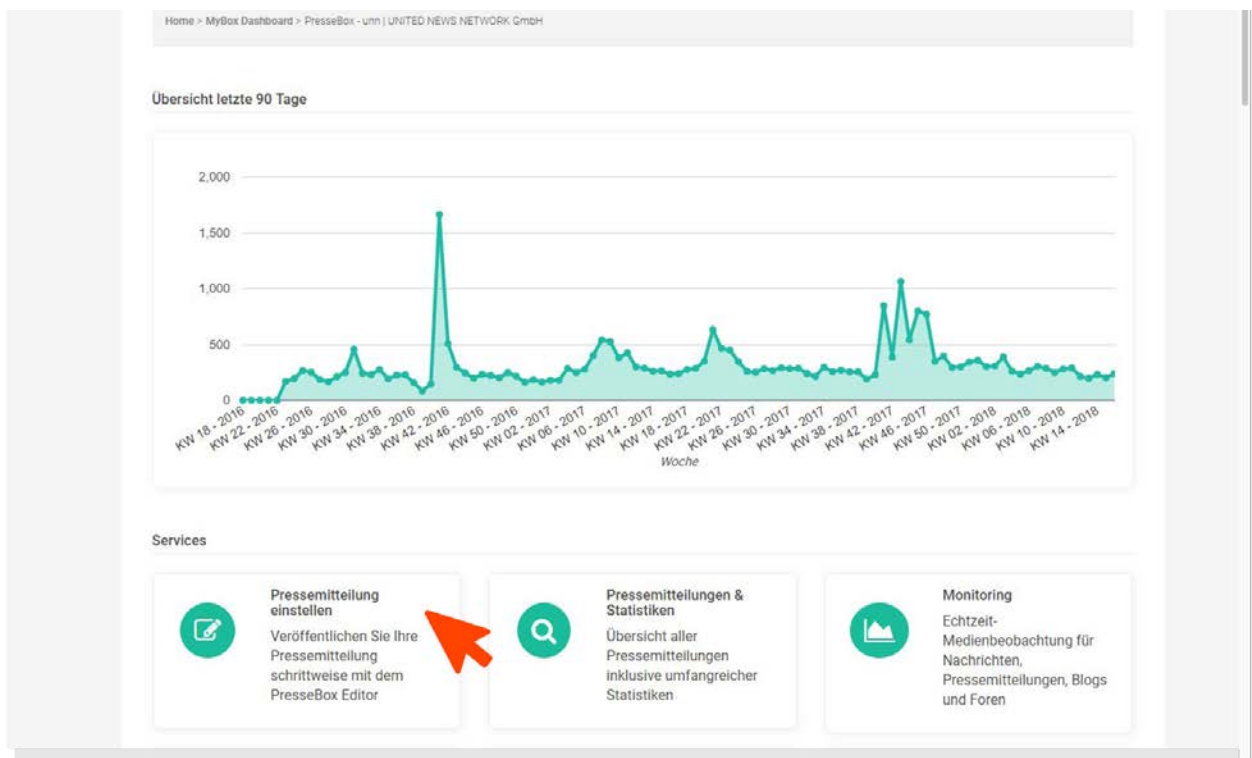 Home > MyBox Dashboard > PresseBox - unn | UNITED NEWS NETWORK GmbH
Übersicht letzte 90 Tage
2,000
1,500
1,000
500
0
KW 18 - 2016
KW 22 - 2016
KW 26 - 2016
KW 30 - 2016
KW 34 - 2016
KW 38 - 2016
KW 42 - 2016
KW 46 - 2016
KW 50 - 2016
KW 02 - 2017
KW 06 - 2017
KW 10 - 2017
KW 14 - 2017
KW 18 - 2017
KW 22 - 2017
KW 26 - 2017
KW 30 - 2017
KW 34 - 2017
KW 38 - 2017
KW 42 - 2017
KW 46 - 2017
KW 50 - 2017
KW 02 - 2018
KW 06 - 2018
KW 10 - 2018
KW 14 - 2018
Woche
Services
Pressemitteilung
einstellen
Veröffentlichen Sie Ihre
Pressemitteilung
schrittweise mit dem
PresseBox Editor
Pressemitteilungen &
Statistiken
Übersicht aller
Pressemitteilungen
inklusive umfangreicher
Statistiken
Monitoring
Echtzeit-
Medienbeobachtung für
Nachrichten,
Pressemitteilungen, Blogs
und Foren